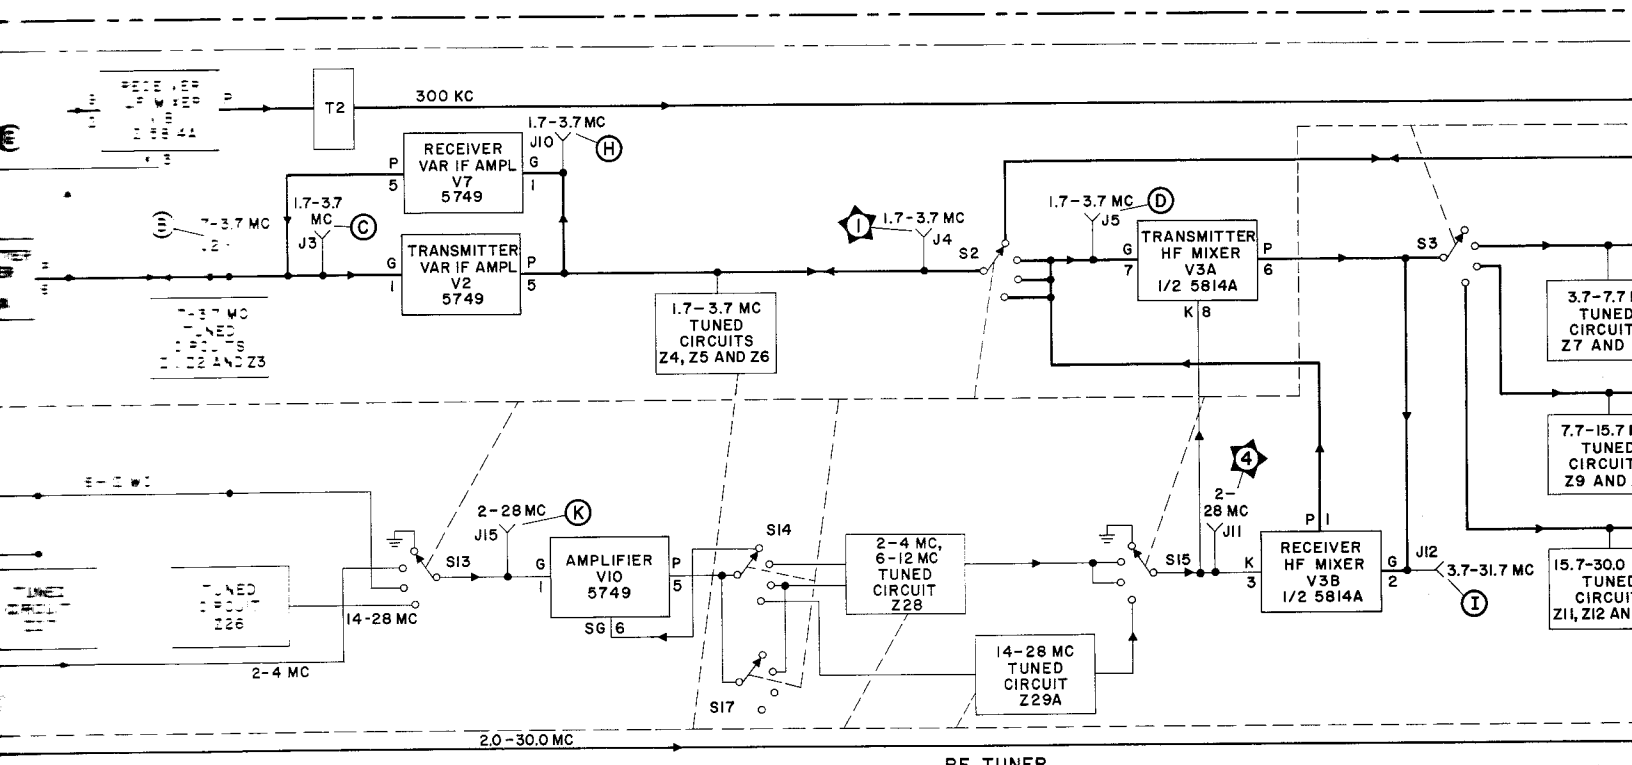 T2
300 KC
P
1.7-3.7 MC
J10
H
RECEIVER
VAR IF AMPL
V7
5749
P
5
G
1
1.7-3.7
MC
J3
C
TRANSMITTER
VAR IF AMPL
V2
5749
G
1
P
5
1
1.7-3.7 MC
J4
S2
1.7-3.7 MC
J5
D
TRANSMITTER
HF MIXER
V3A
1/2 5814A
G
7
P
6
K 8
S3
1.7-3.7 MC
TUNED
CIRCUITS
Z4, Z5 AND Z6
3.7-7.7
TUNED
CIRCUIT
Z7 AND
7.7-15.7
TUNED
CIRCUIT
Z9 AND
15.7-30.0
TUNED
CIRCU
Z11, Z12 AN
TUNED
CIRCUIT
TUNED
CIRCUIT
Z26
14-28 MC
2-4 MC
S13
2-28 MC
J15
K
AMPLIFIER
V10
5749
G
1
P
5
SG 6
S14
S17
2-4 MC,
6-12 MC
TUNED
CIRCUIT
Z28
14-28 MC
TUNED
CIRCUIT
Z29A
S15
4
2-
28 MC
J11
RECEIVER
HF MIXER
V3B
1/2 5814A
P 1
K
3
G
2
J12
3.7-31.7 MC
I
2.0-30.0 MC
RF TUNER